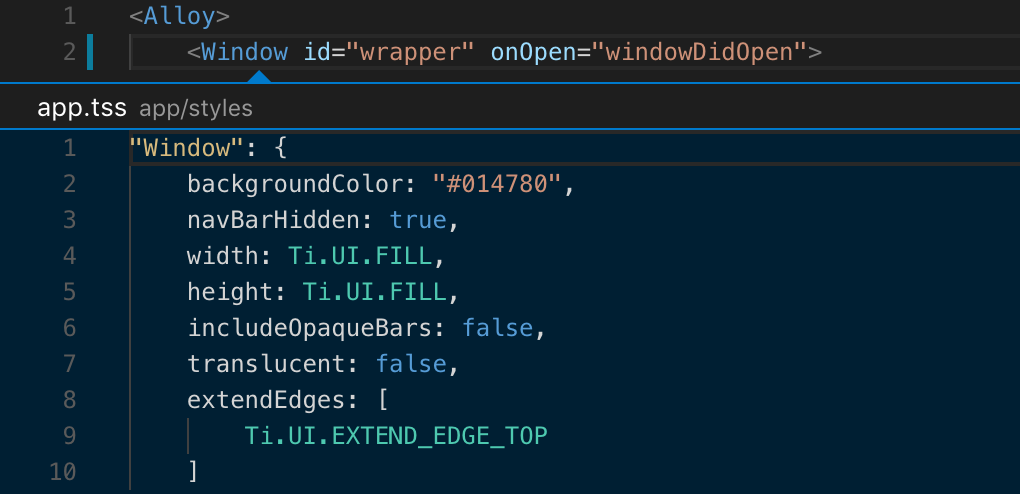 1 <Alloy>
2 <Window id="wrapper" onOpen="windowDidOpen">
app.tss app/styles
1 "Window": {
2 backgroundColor: "#014780",
3 navBarHidden: true,
4 width: Ti.UI.FILL,
5 height: Ti.UI.FILL,
6 includeOpaqueBars: false,
7 translucent: false,
8 extendEdges: [
9 Ti.UI.EXTEND_EDGE_TOP
10 ]